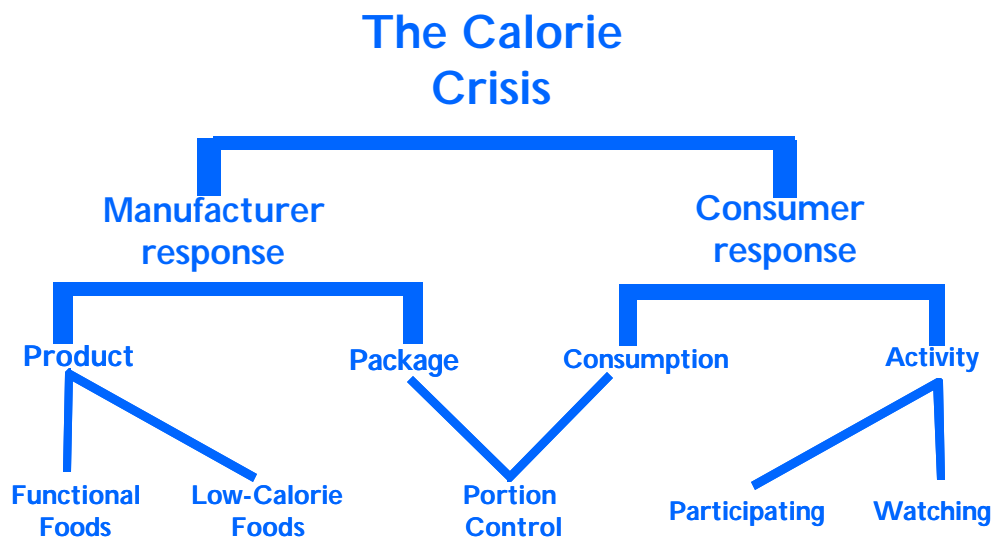 The Calorie
Crisis
Manufacturer
response
Consumer
response
Product
Package
Consumption
Activity
Functional
Foods
Low-Calorie
Foods
Portion
Control
Participating
Watching